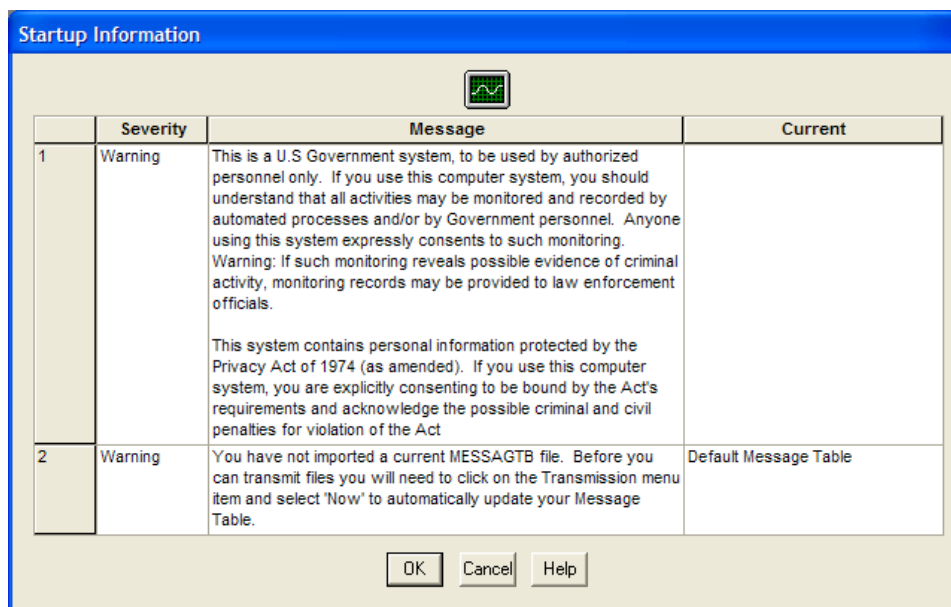 Startup Information
Severity Message Current
1 Warning This is a U.S Government system, to be used by authorized
personnel only. If you use this computer system, you should
understand that all activities may be monitored and recorded by
automated processes and/or by Government personnel. Anyone
using this system expressly consents to such monitoring.
Warning: If such monitoring reveals possible evidence of criminal
activity, monitoring records may be provided to law enforcement
officials.
This system contains personal information protected by the
Privacy Act of 1974 (as amended). If you use this computer
system, you are explicitly consenting to be bound by the Act's
requirements and acknowledge the possible criminal and civil
penalties for violation of the Act
2 Warning You have not imported a current MESSAGTB file. Before you Default Message Table
can transmit files you will need to click on the Transmission menu
item and select 'Now' to automatically update your Message
Table.
OK Cancel Help